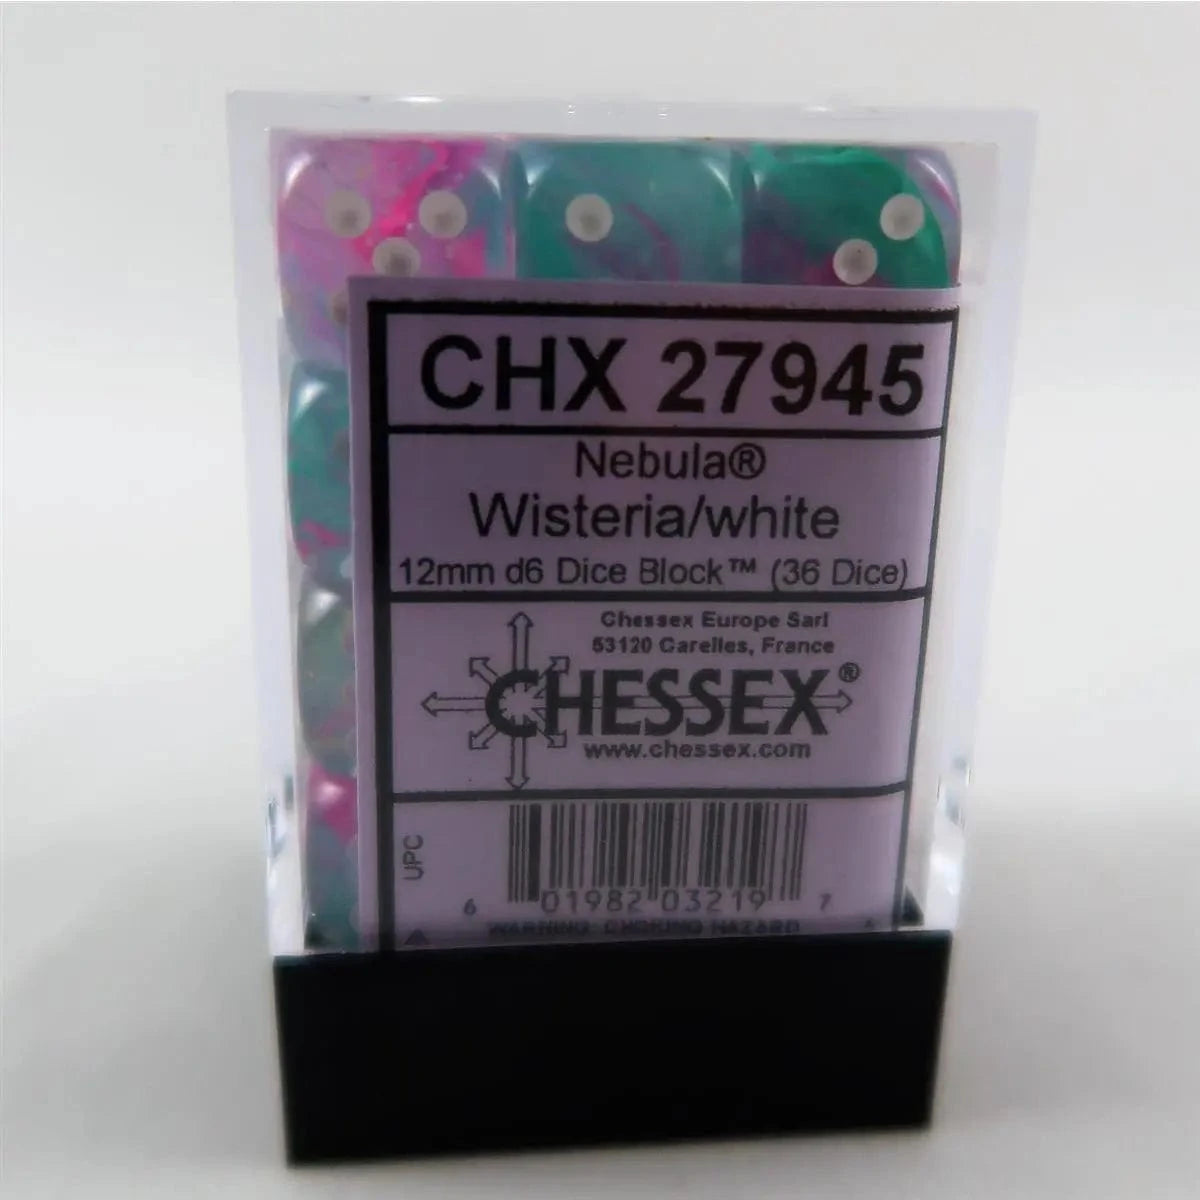 CHX 27945
Nebula®
Wisteria/white
12mm d6 Dice Block™ (36 Dice)
Chessex Europe Sarl
53120 Carelles, France
CHESSEX®
www.chessex.com
UPC
6 01982 03219 7
WARNING: CHOKING HAZARD